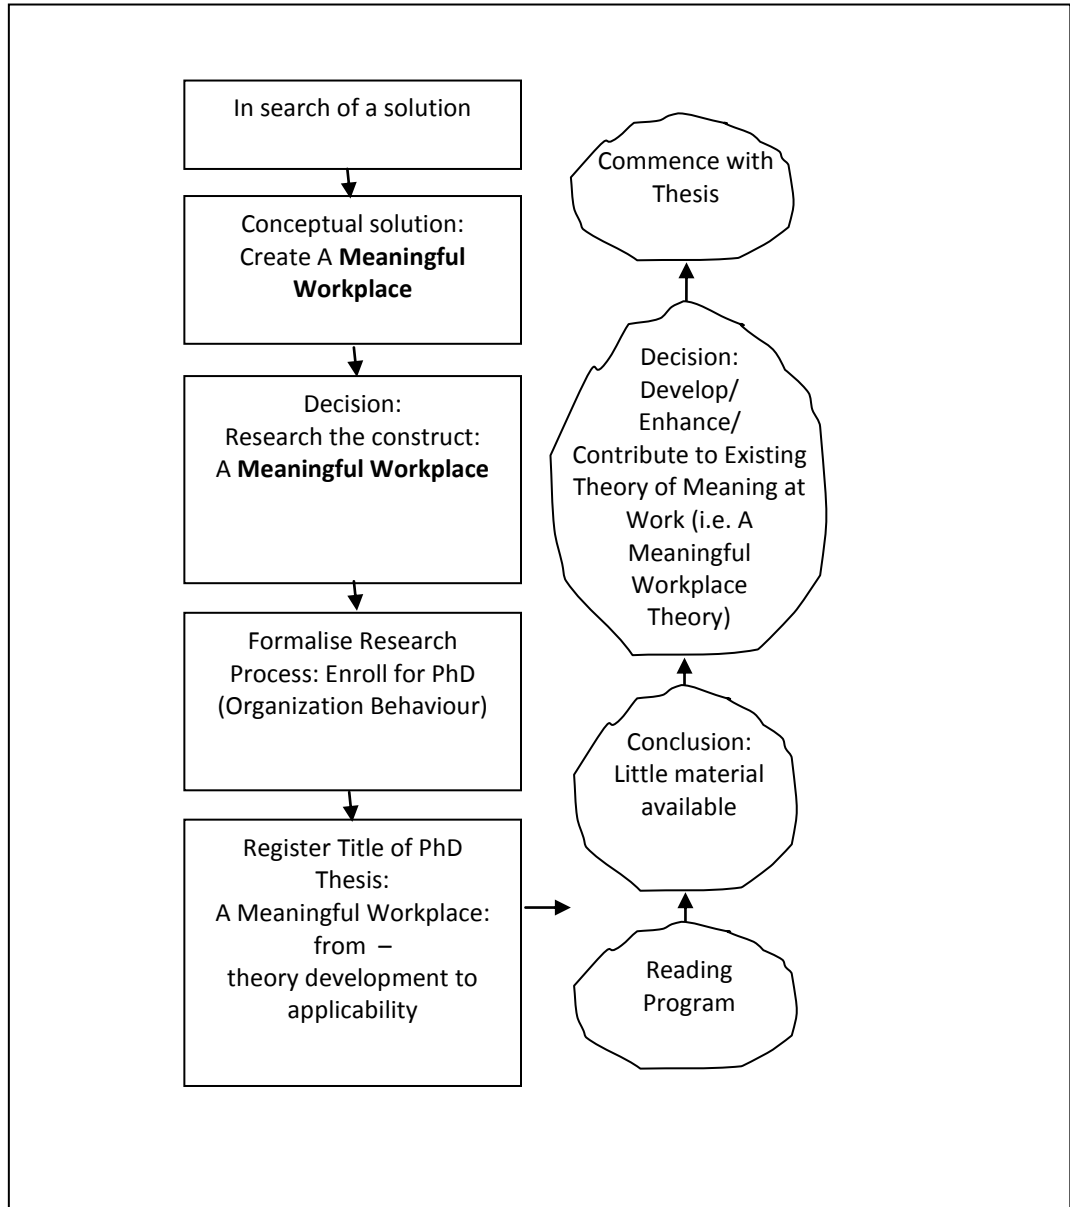 In search of a solution
Conceptual solution:
Create A Meaningful
Workplace
Decision:
Research the construct:
A Meaningful Workplace
Formalise Research
Process: Enroll for PhD
(Organization Behaviour)
Register Title of PhD
Thesis:
A Meaningful Workplace:
from –
theory development to
applicability
Reading
Program
Conclusion:
Little material
available
Decision:
Develop/
Enhance/
Contribute to Existing
Theory of Meaning at
Work (i.e. A
Meaningful
Workplace
Theory)
Commence with
Thesis